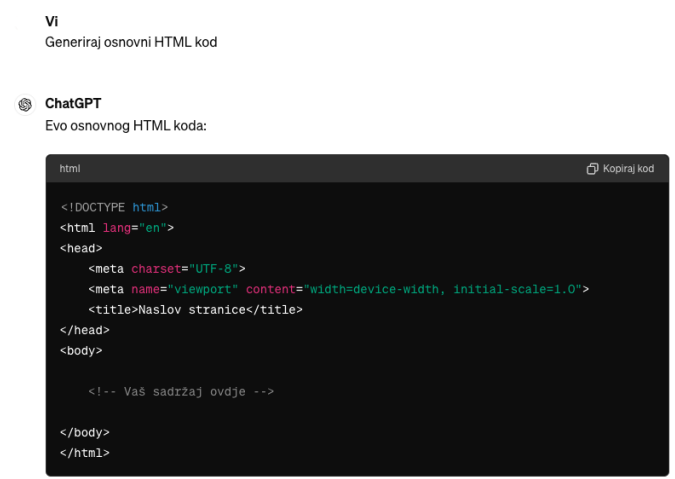 Vi
Generiraj osnovni HTML kod
ChatGPT
Evo osnovnog HTML koda:
html
Kopiraj kod
<!DOCTYPE html>
<html lang="en">
<head>
    <meta charset="UTF-8">
    <meta name="viewport" content="width=device-width, initial-scale=1.0">
    <title>Naslov stranice</title>
</head>
<body>

    <!-- Vaš sadržaj ovdje -->

</body>
</html>